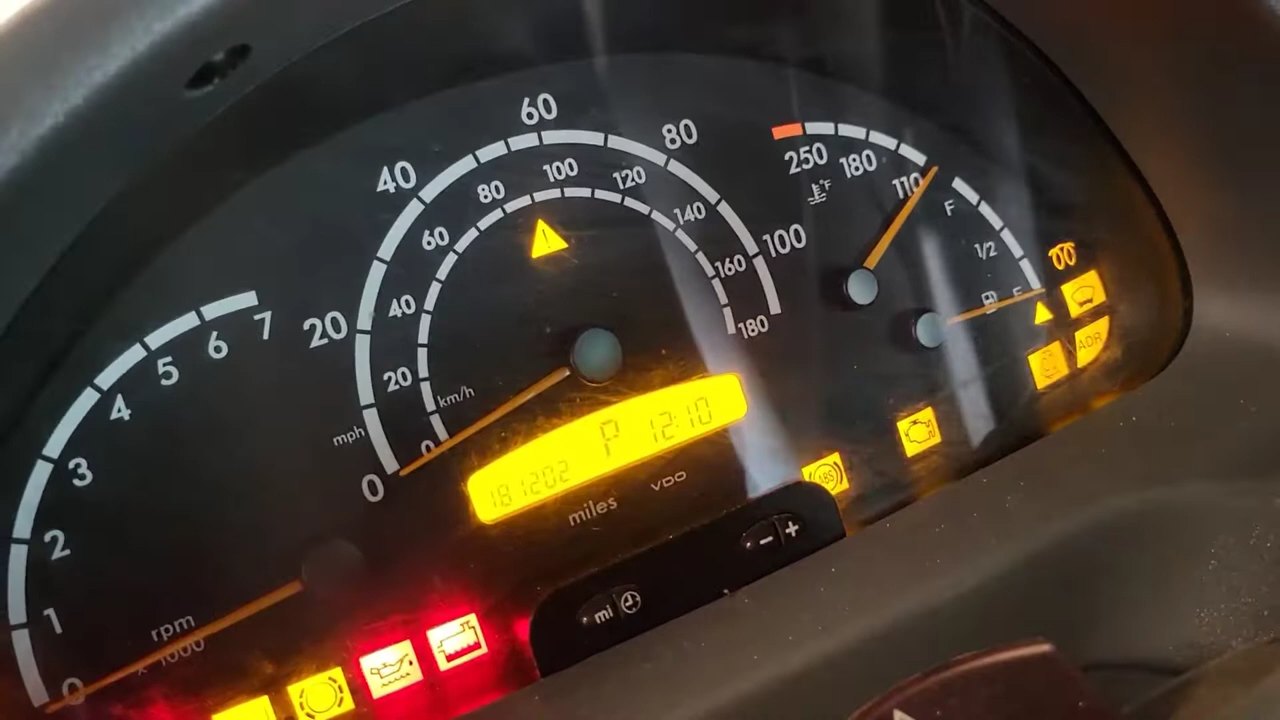 0
1
2
3
4
5
6
7
rpm
x 1000
mph
0
20
40
60
80
100
km/h
0
20
40
60
80
100
120
140
160
180
181202 P 12:10
miles
VDO
mi
- +
250
180
110
°F
F
1/2
ADR
ABS